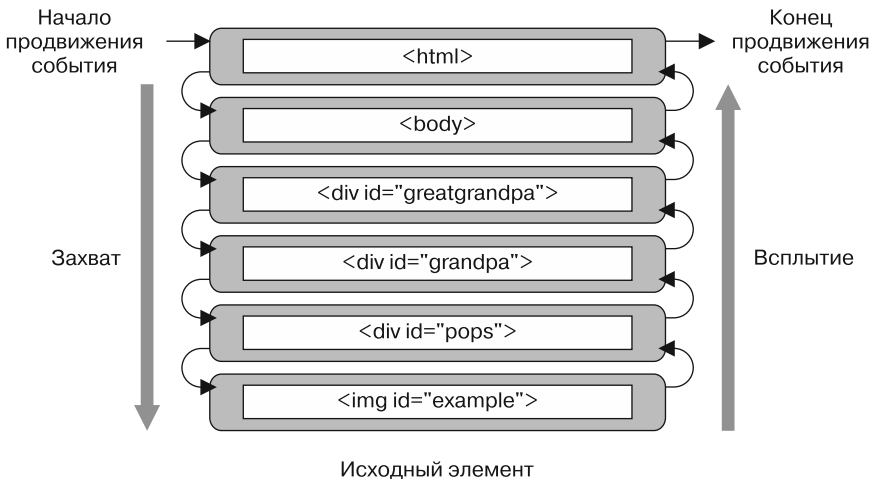 Начало
продвижения
события
Конец
продвижения
события
<html>
<body>
<div id="greatgrandpa">
Захват
<div id="grandpa">
Всплытие
<div id="pops">
<img id="example">
Исходный элемент